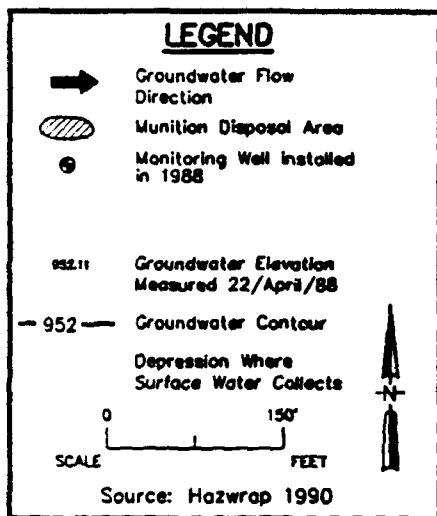 LEGEND
Groundwater Flow
Direction
Munition Disposal Area
Monitoring Well installed
in 1988
952.11 Groundwater Elevation
Measured 22/April/88
952 Groundwater Contour
Depression Where
Surface Water Collects
N
0 150'
SCALE FEET
Source: Hazwrap 1990